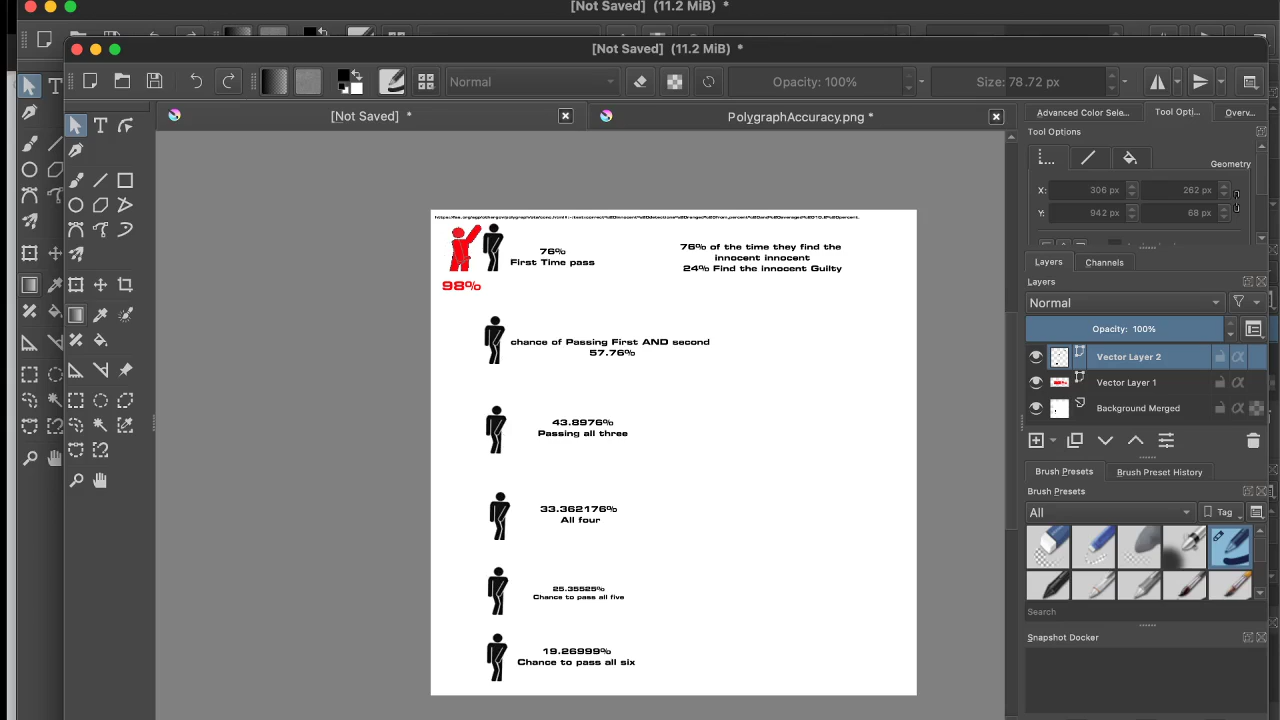 [Not Saved] (11.2 MiB) *
[Not Saved] (11.2 MiB) *
Normal
Opacity: 100%
Size: 78.72 px
[Not Saved] *
PolygraphAccuracy.png *
Advanced Color Sele...
Tool Opti...
Overv...
Tool Options
Geometry
X:
306 px
262 px
Y:
942 px
68 px
Layers
Channels
Layers
Normal
Opacity: 100%
Vector Layer 2
Vector Layer 1
Background Merged
Brush Presets
Brush Preset History
Brush Presets
All
Tag
Search
Snapshot Docker
76%
First Time pass
76% of the time they find the
innocent innocent
24% Find the innocent Guilty
98%
chance of Passing First AND second
57.76%
43.8976%
Passing all three
33.362176%
All four
25.35525%
Chance to pass all five
19.26999%
Chance to pass all six